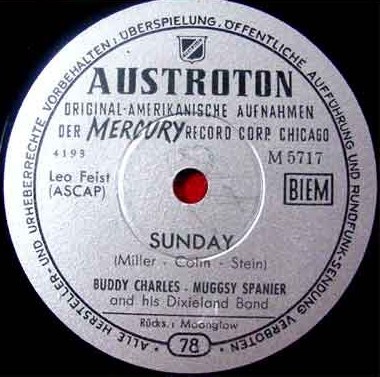 ALLE HERSTELLER- UND URHEBERRECHTE VORBEHALTEN; ÜBERSPIELUNG, ÖFFENTLICHE AUFFÜHRUNG UND RUNDFUNK-SENDUNG VERBOTEN
AUSTROTON
ORIGINAL-AMERIKANISCHE AUFNAHMEN
DER MERCURY RECORD CORP. CHICAGO
4193
M 5717
Leo Feist
(ASCAP)
BIEM
SUNDAY
(Miller - Colin - Stein)
BUDDY CHARLES - MUGGSY SPANIER
and his Dixieland Band
Rücks.: Moonglow
78